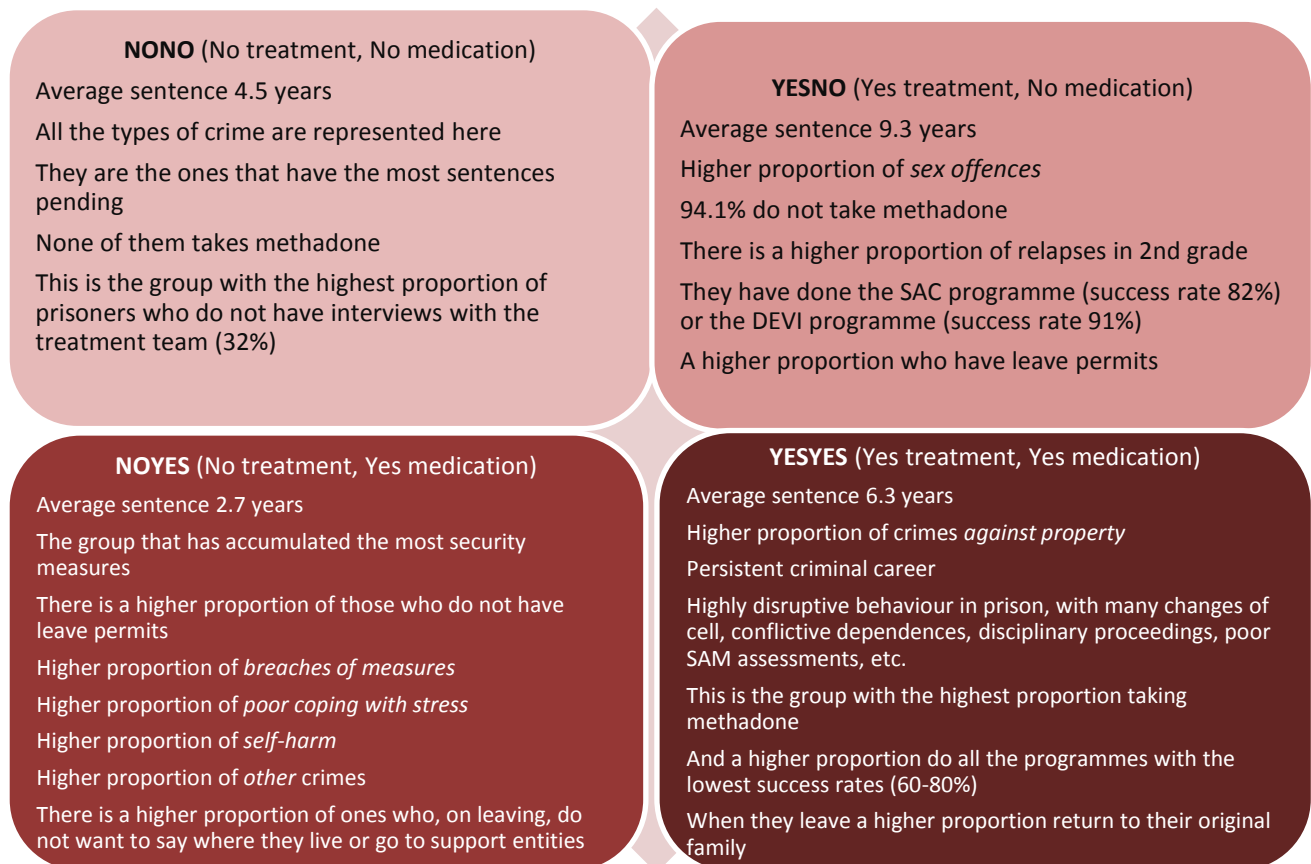 NONO (No treatment, No medication)
Average sentence 4.5 years
All the types of crime are represented here
They are the ones that have the most sentences
pending
None of them takes methadone
This is the group with the highest proportion of
prisoners who do not have interviews with the
treatment team (32%)
YESNO (Yes treatment, No medication)
Average sentence 9.3 years
Higher proportion of sex offences
94.1% do not take methadone
There is a higher proportion of relapses in 2nd grade
They have done the SAC programme (success rate 82%)
or the DEVI programme (success rate 91%)
A higher proportion who have leave permits
NOYES (No treatment, Yes medication)
Average sentence 2.7 years
The group that has accumulated the most security
measures
There is a higher proportion of those who do not have
leave permits
Higher proportion of breaches of measures
Higher proportion of poor coping with stress
Higher proportion of self-harm
Higher proportion of other crimes
There is a higher proportion of ones who, on leaving, do
not want to say where they live or go to support entities
YESYES (Yes treatment, Yes medication)
Average sentence 6.3 years
Higher proportion of crimes against property
Persistent criminal career
Highly disruptive behaviour in prison, with many changes of
cell, conflictive dependences, disciplinary proceedings, poor
SAM assessments, etc.
This is the group with the highest proportion taking
methadone
And a higher proportion do all the programmes with the
lowest success rates (60-80%)
When they leave a higher proportion return to their original
family